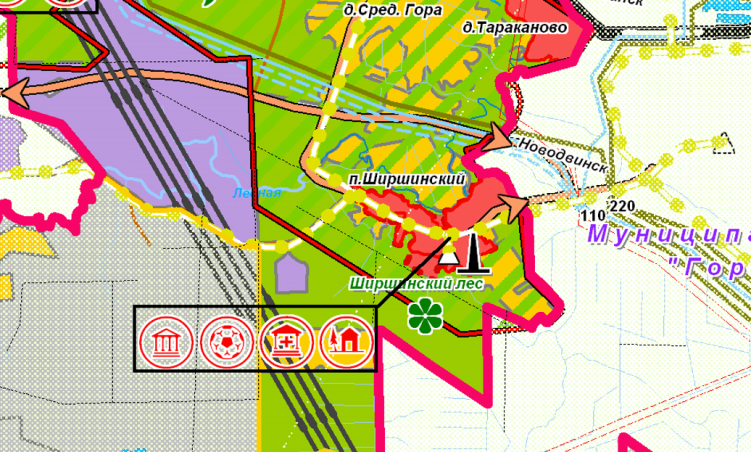 д.Сред. Гора
д.Тараканово
Новодвинск
п.Ширшинский
Лесная
220
110
Муниципа
"Гор
Ширшинский лес